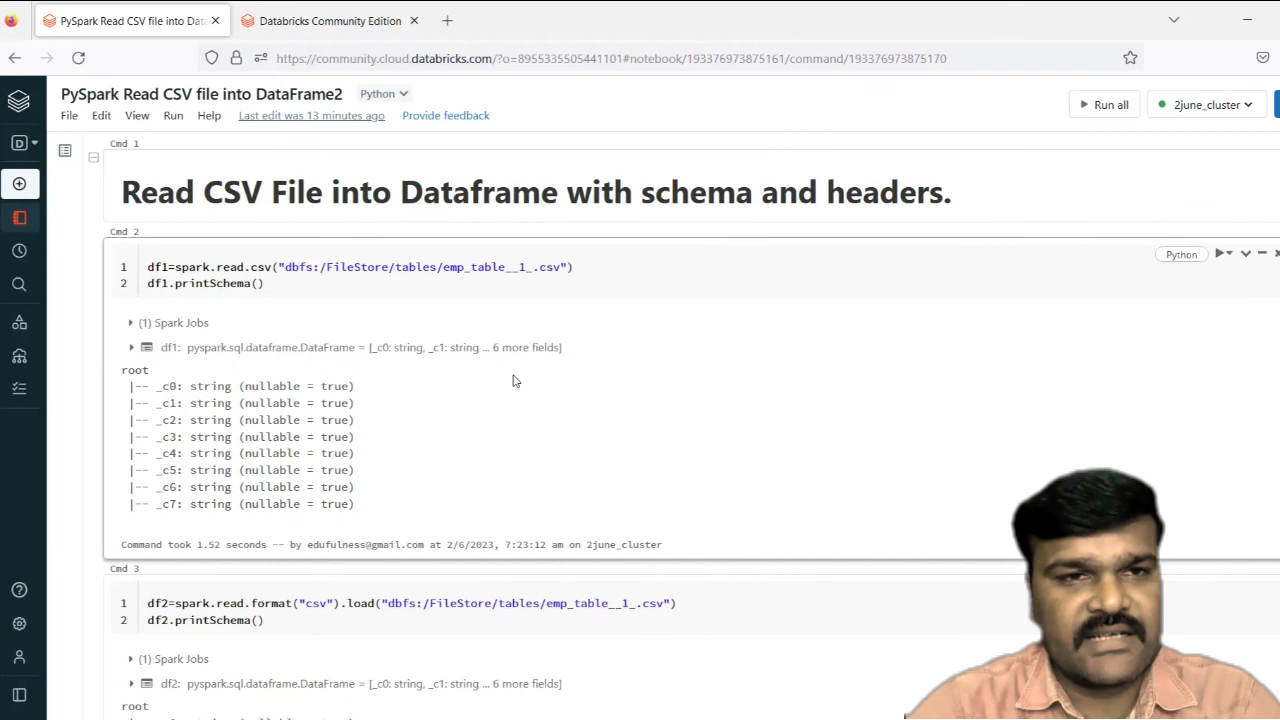 PySpark Read CSV file into Data
Databricks Community Edition
https://community.cloud.databricks.com/?o=8955335505441101#notebook/193376973875161/command/193376973875170
PySpark Read CSV file into DataFrame2 Python
File Edit View Run Help Last edit was 13 minutes ago Provide feedback
Run all
2june_cluster
D
Cmd 1
Read CSV File into Dataframe with schema and headers.
Cmd 2
Python
1 df1=spark.read.csv("dbfs:/FileStore/tables/emp_table__1_.csv")
2 df1.printSchema()
(1) Spark Jobs
df1: pyspark.sql.dataframe.DataFrame = [_c0: string, _c1: string ... 6 more fields]
root
|-- _c0: string (nullable = true)
|-- _c1: string (nullable = true)
|-- _c2: string (nullable = true)
|-- _c3: string (nullable = true)
|-- _c4: string (nullable = true)
|-- _c5: string (nullable = true)
|-- _c6: string (nullable = true)
|-- _c7: string (nullable = true)
Command took 1.52 seconds -- by edufulness@gmail.com at 2/6/2023, 7:23:12 am on 2june_cluster
Cmd 3
1 df2=spark.read.format("csv").load("dbfs:/FileStore/tables/emp_table__1_.csv")
2 df2.printSchema()
(1) Spark Jobs
df2: pyspark.sql.dataframe.DataFrame = [_c0: string, _c1: string ... 6 more fields]
root